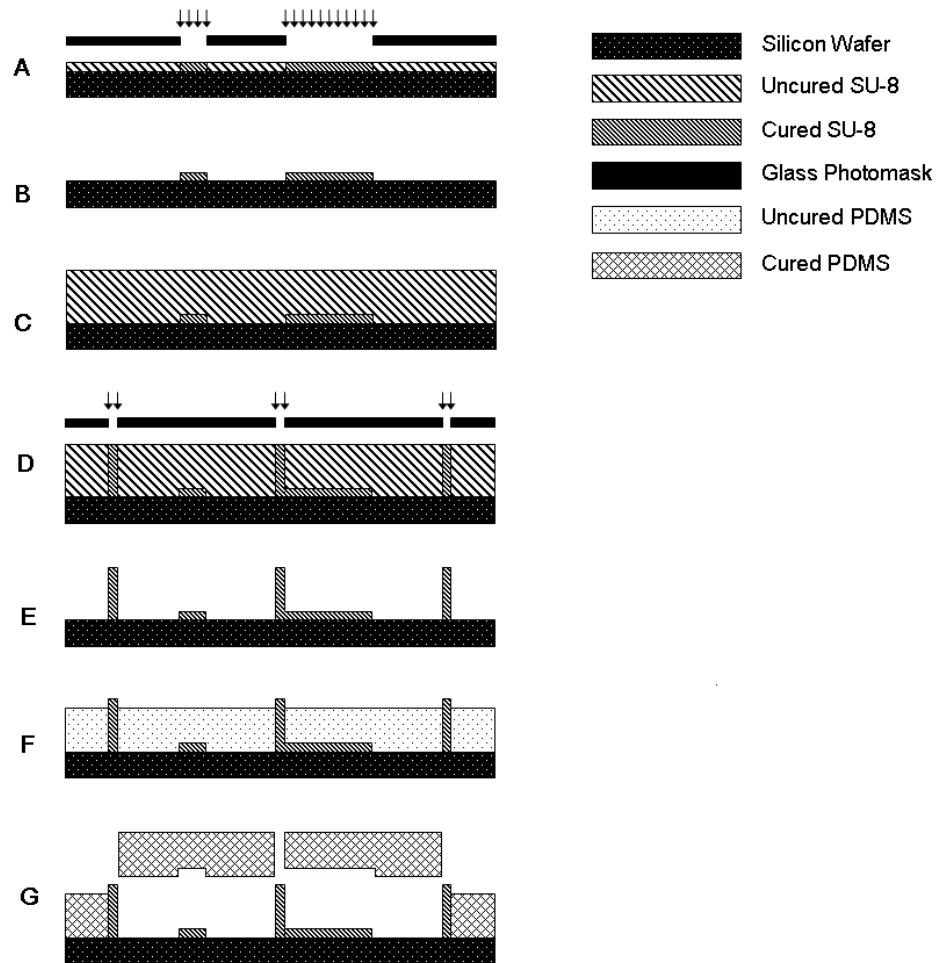 A
B
C
D
E
F
G
Silicon Wafer
Uncured SU-8
Cured SU-8
Glass Photomask
Uncured PDMS
Cured PDMS